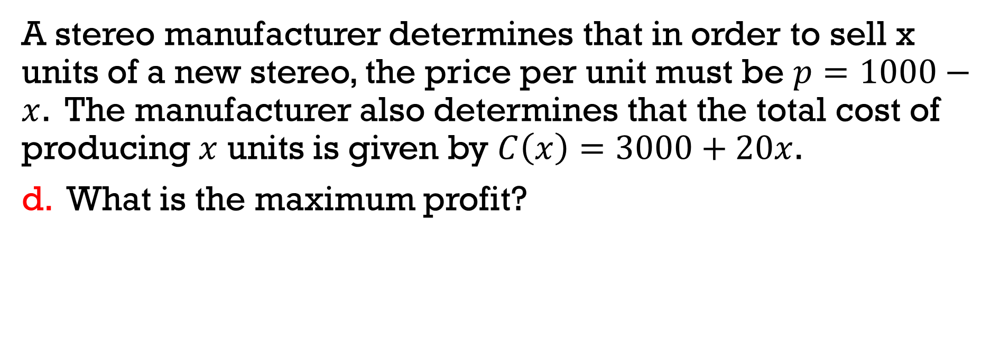 A stereo manufacturer determines that in order to sell x
units of a new stereo, the price per unit must be 𝑝 = 1000 −
𝑥. The manufacturer also determines that the total cost of
producing 𝑥 units is given by 𝐶(𝑥) = 3000 + 20𝑥.
d. What is the maximum profit?